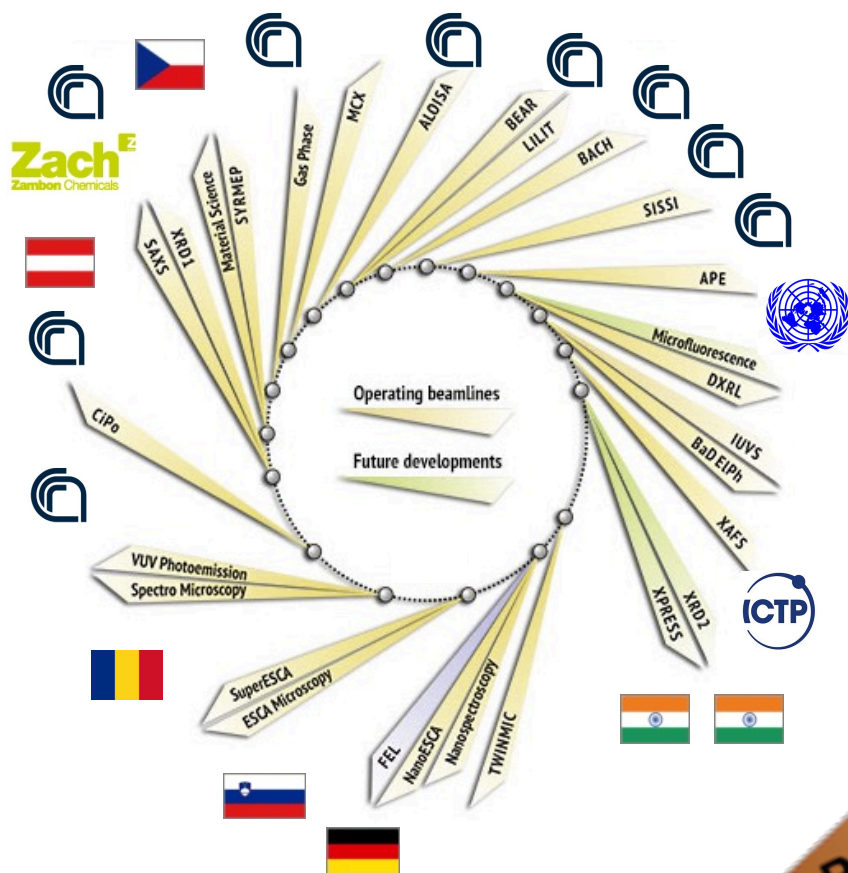 Zach
Z
Zambon Chemicals
Gas Phase
MCX
ALOISA
BEAR
LILIT
BACH
SISSI
APE
Microfluorescence
DXRL
IUVS
BaD ElPh
XAFS
ICTP
XRD2
XPRESS
TWINMIC
Nanospectroscopy
NanoESCA
FEL
ESCA Microscopy
SuperESCA
Spectro Microscopy
VUV Photoemission
CiPo
SAXS
XRD1
Material Science
SYRMEP
Operating beamlines
Future developments